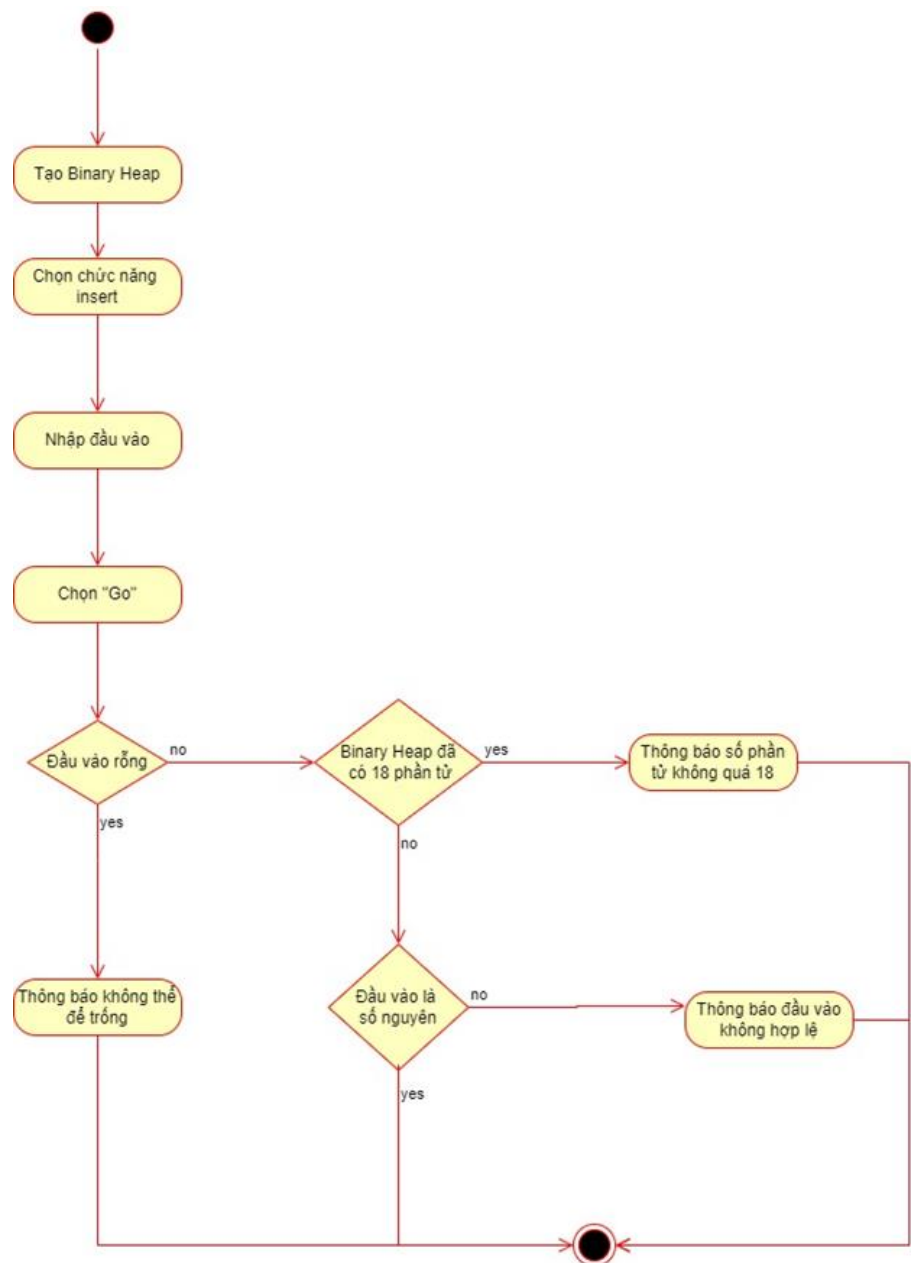 Tạo Binary Heap
Chọn chức năng
insert
Nhập đầu vào
Chọn "Go"
Đầu vào rỗng
no
yes
Binary Heap đã
có 18 phần tử
yes
no
Thông báo số phần
tử không quá 18
Thông báo không thể
để trống
Đầu vào là
số nguyên
no
yes
Thông báo đầu vào
không hợp lệ